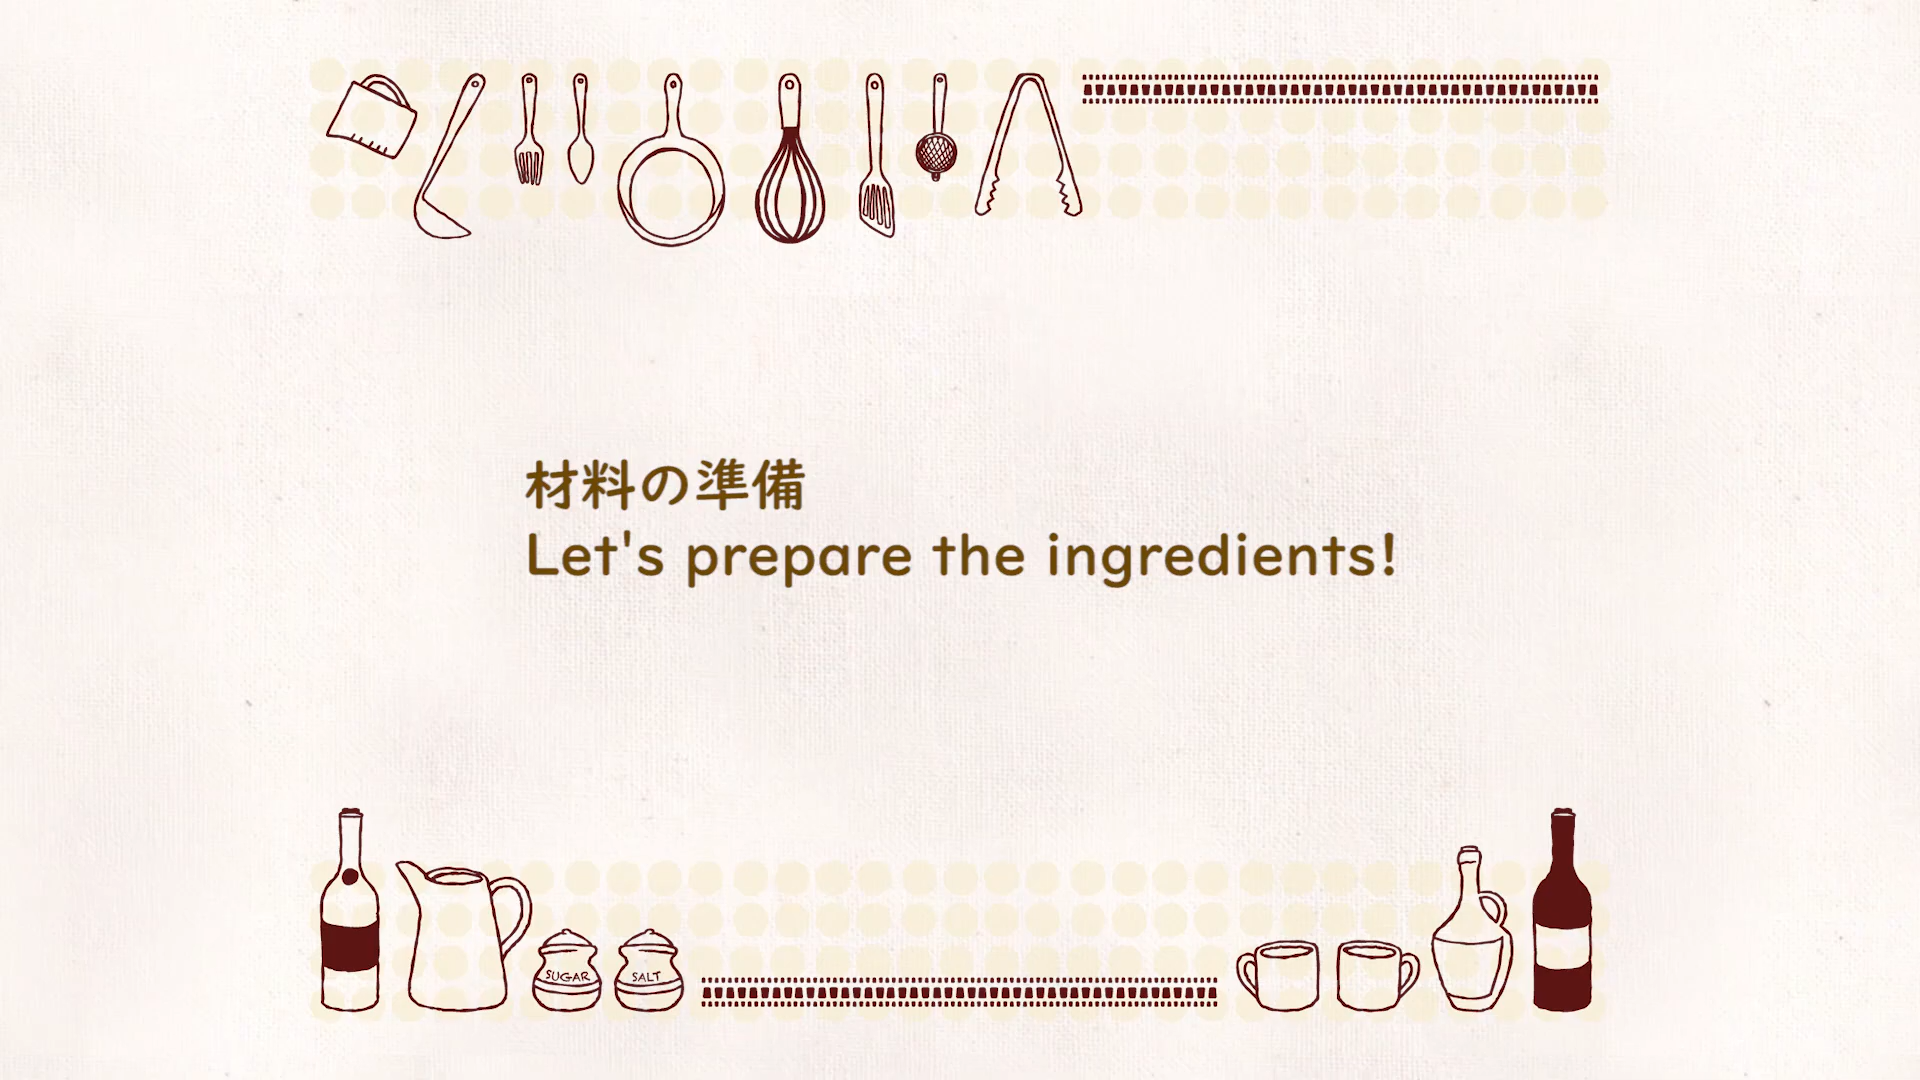 材料の準備
Let's prepare the ingredients!
SUGAR
SALT